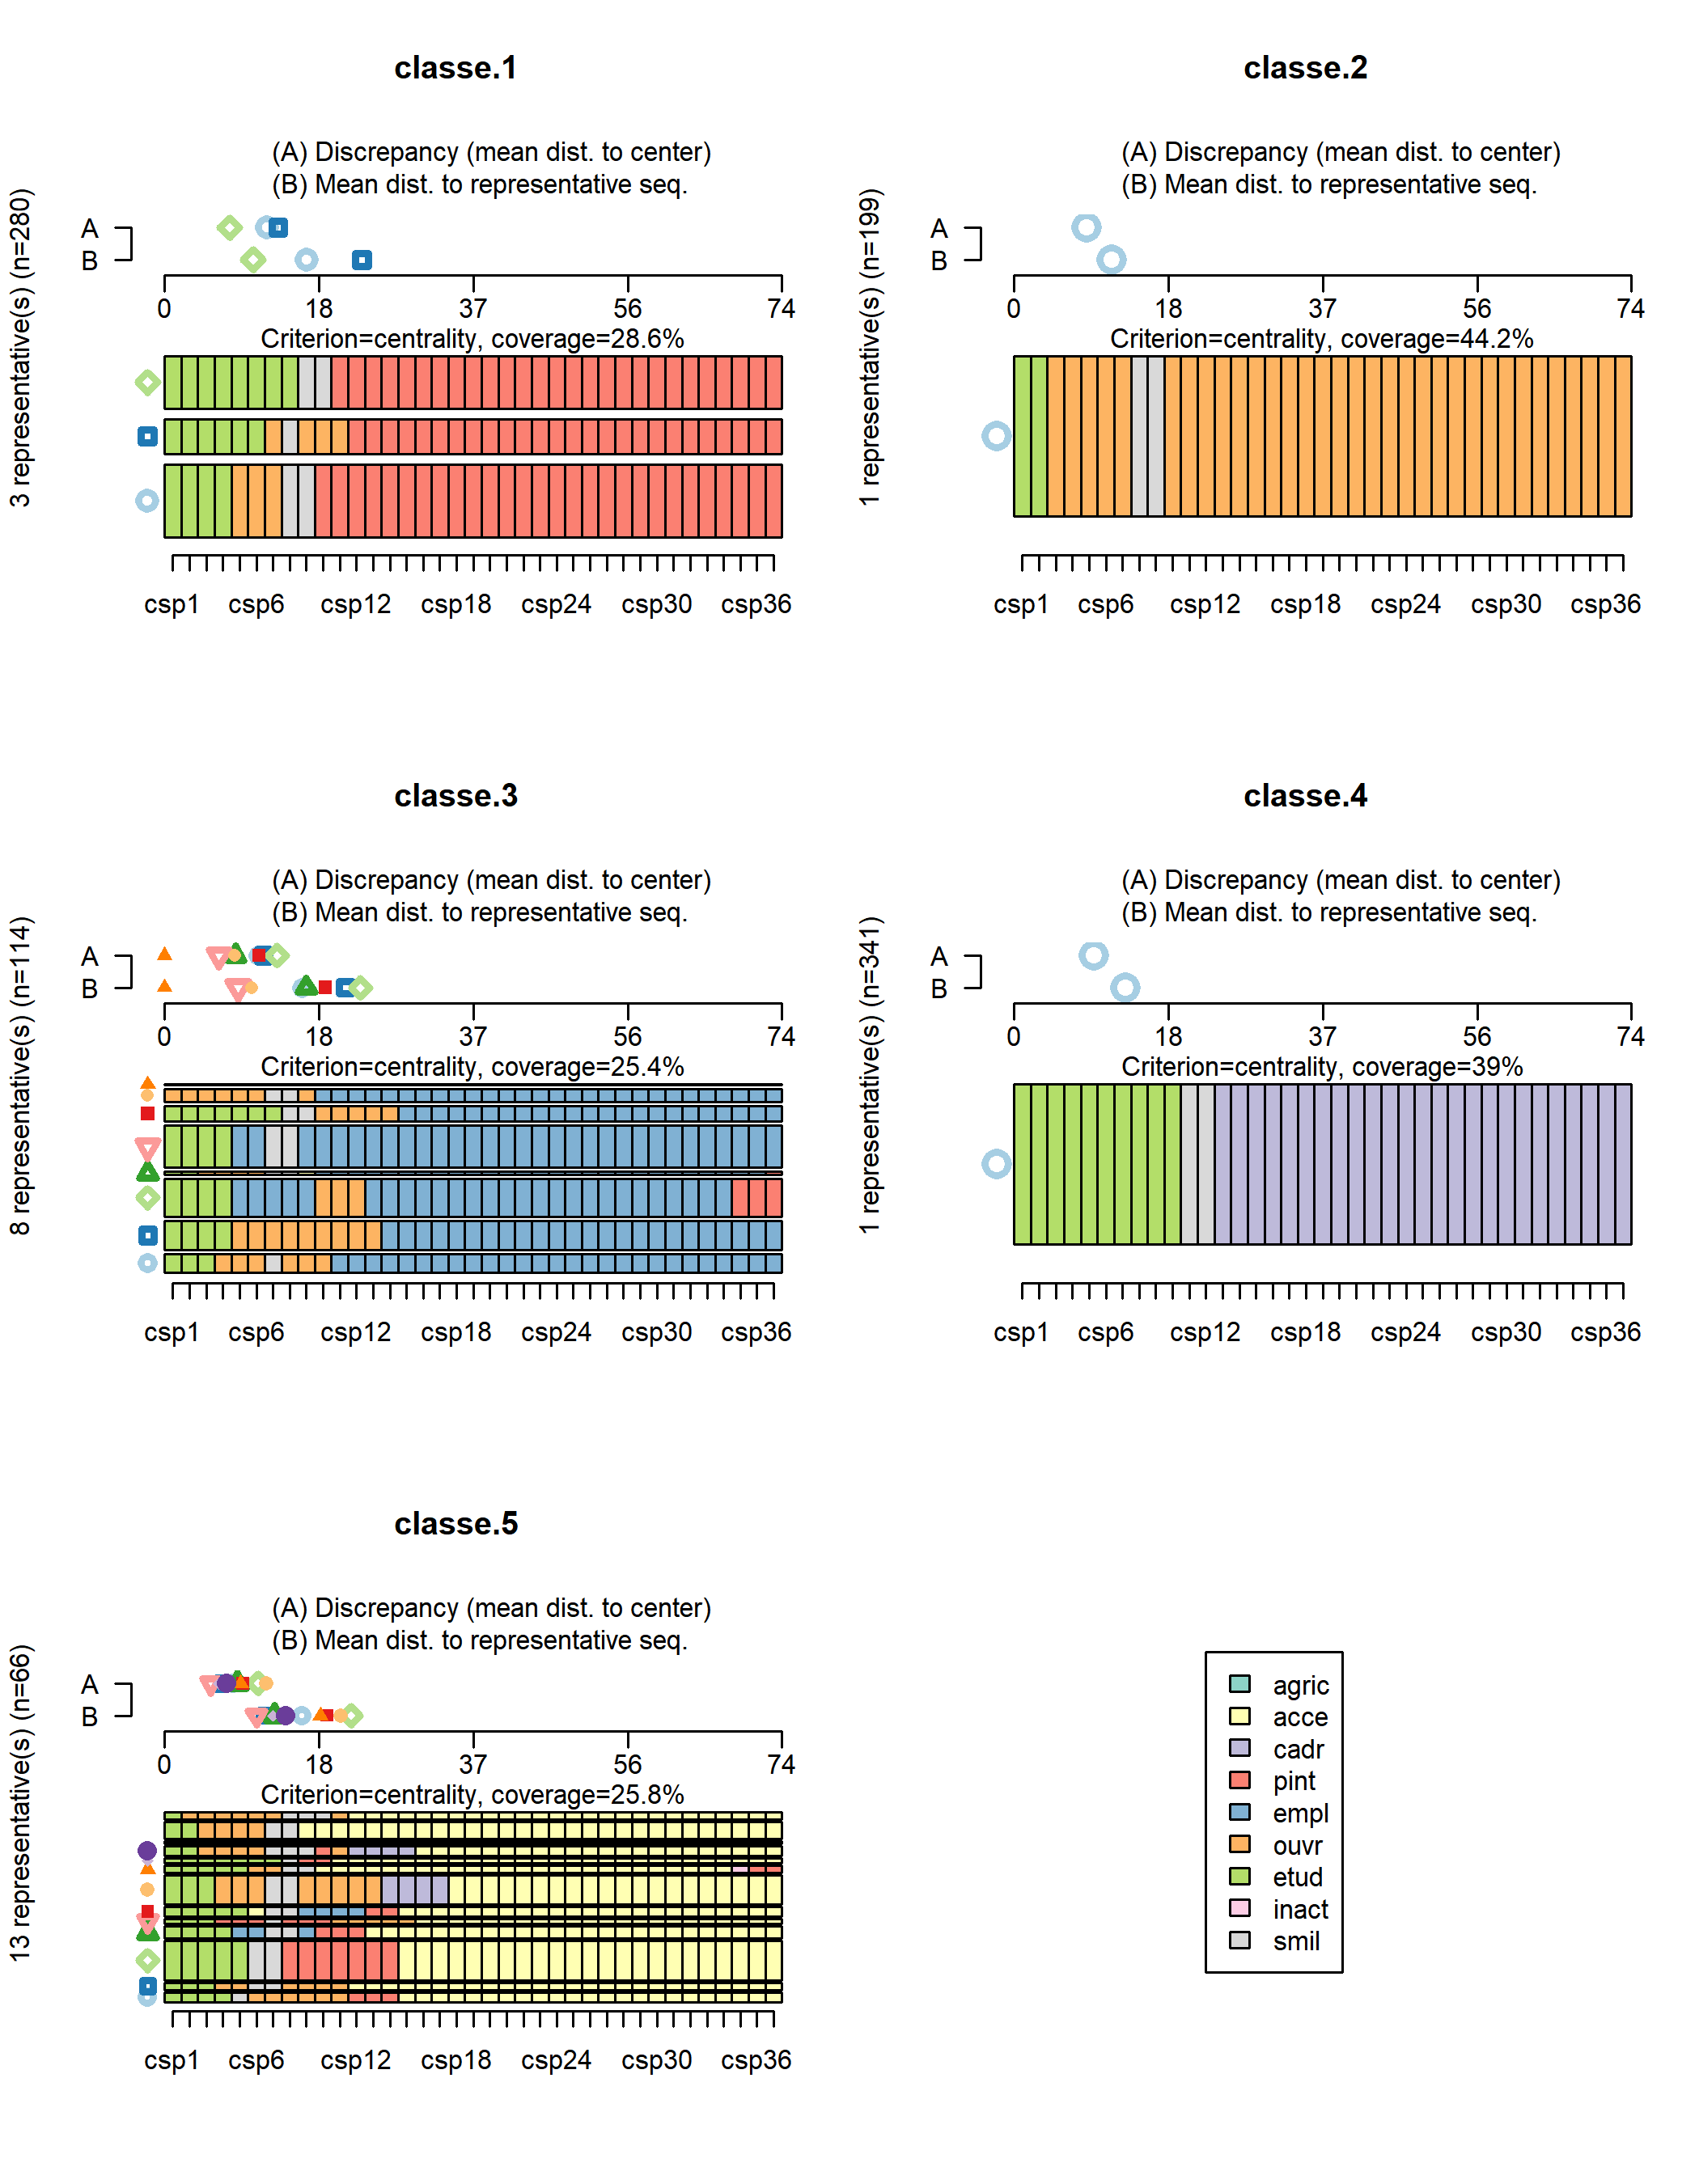 classe.1
(A) Discrepancy (mean dist. to center)
(B) Mean dist. to representative seq.
3 representative(s) (n=280)
A
B
0 18 37 56 74
Criterion=centrality, coverage=28.6%
csp1 csp6 csp12 csp18 csp24 csp30 csp36
classe.2
(A) Discrepancy (mean dist. to center)
(B) Mean dist. to representative seq.
1 representative(s) (n=199)
A
B
0 18 37 56 74
Criterion=centrality, coverage=44.2%
csp1 csp6 csp12 csp18 csp24 csp30 csp36
classe.3
(A) Discrepancy (mean dist. to center)
(B) Mean dist. to representative seq.
8 representative(s) (n=114)
A
B
0 18 37 56 74
Criterion=centrality, coverage=25.4%
csp1 csp6 csp12 csp18 csp24 csp30 csp36
classe.4
(A) Discrepancy (mean dist. to center)
(B) Mean dist. to representative seq.
1 representative(s) (n=341)
A
B
0 18 37 56 74
Criterion=centrality, coverage=39%
csp1 csp6 csp12 csp18 csp24 csp30 csp36
classe.5
(A) Discrepancy (mean dist. to center)
(B) Mean dist. to representative seq.
13 representative(s) (n=66)
A
B
0 18 37 56 74
Criterion=centrality, coverage=25.8%
csp1 csp6 csp12 csp18 csp24 csp30 csp36
agric
acce
cadr
pint
empl
ouvr
etud
inact
smil